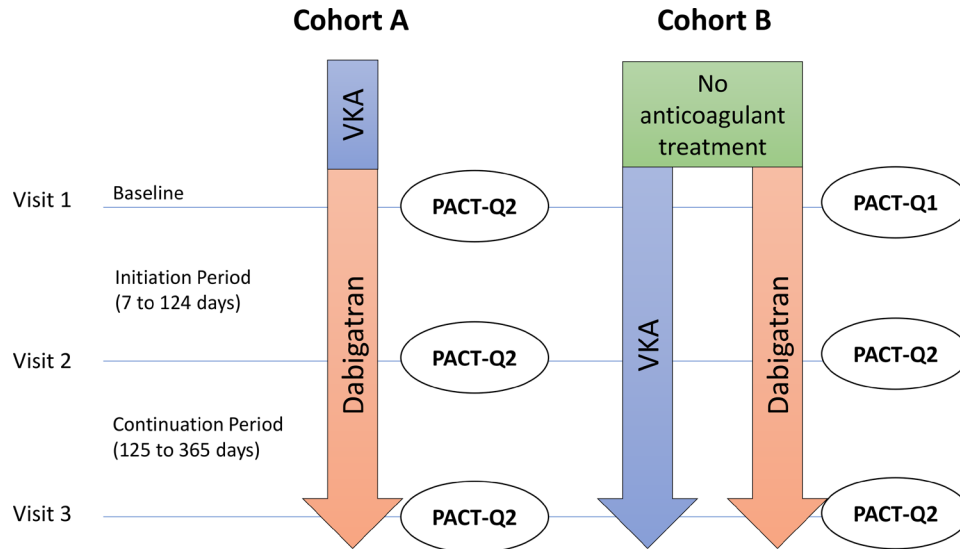 Cohort A
Cohort B
VKA
No
anticoagulant
treatment
Visit 1
Baseline
PACT-Q2
PACT-Q1
Initiation Period
(7 to 124 days)
Dabigatran
VKA
Dabigatran
Visit 2
PACT-Q2
PACT-Q2
Continuation Period
(125 to 365 days)
Visit 3
PACT-Q2
PACT-Q2